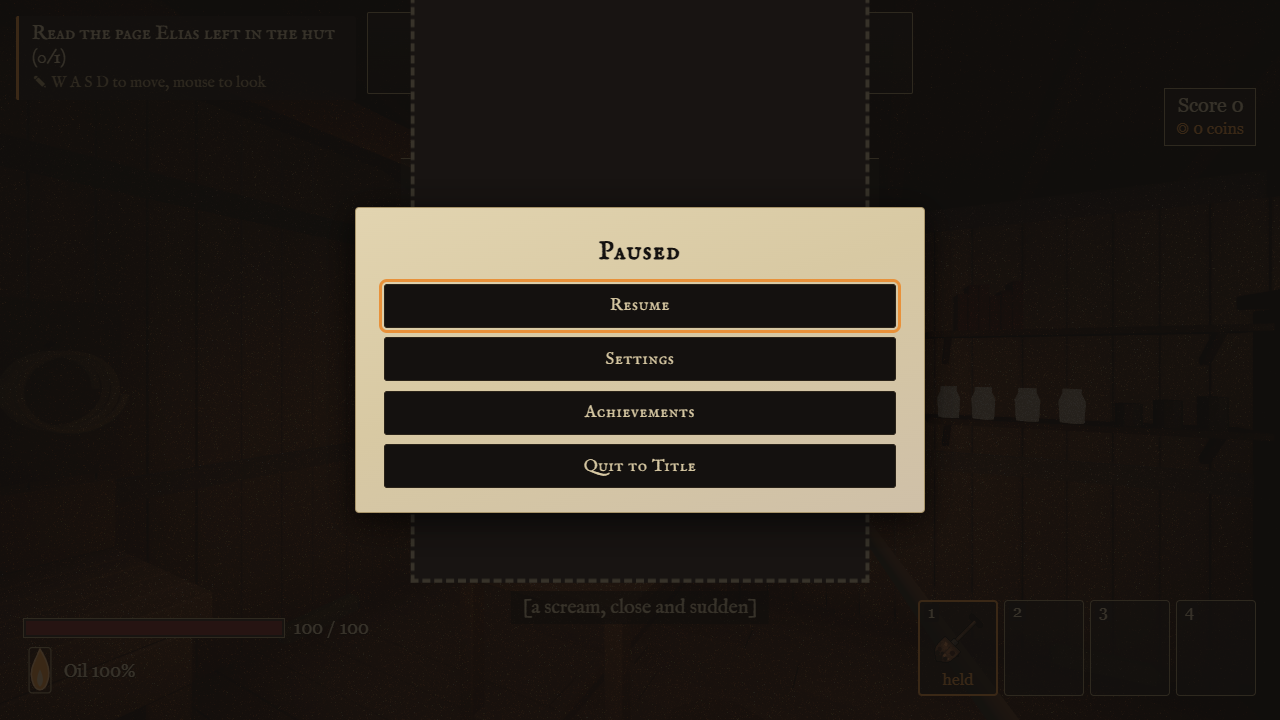 Read the page Elias left in the hut
(0/1)
W A S D to move, mouse to look
Score 0
0 coins
Paused
Resume
Settings
Achievements
Quit to Title
[a scream, close and sudden]
100 / 100
Oil 100%
1
held
2
3
4